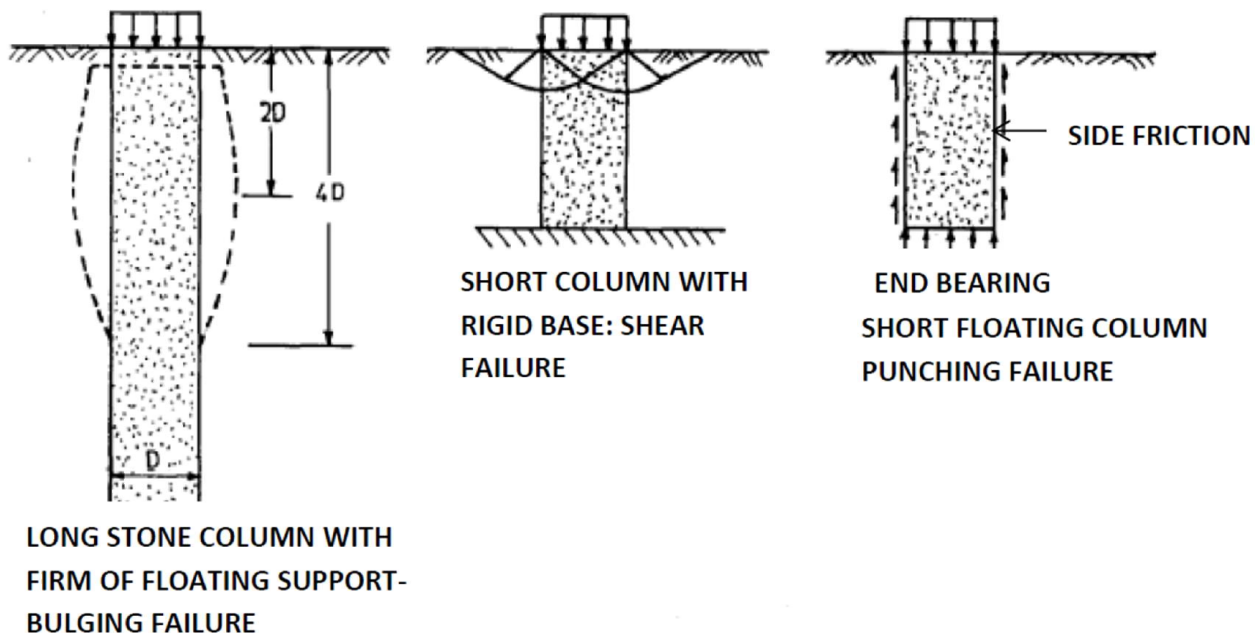 2D
4D
D
LONG STONE COLUMN WITH
FIRM OF FLOATING SUPPORT-
BULGING FAILURE
SHORT COLUMN WITH
RIGID BASE: SHEAR
FAILURE
SIDE FRICTION
END BEARING
SHORT FLOATING COLUMN
PUNCHING FAILURE